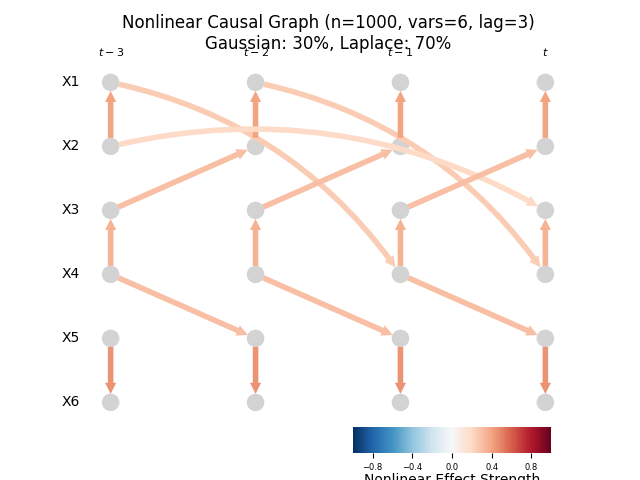 Nonlinear Causal Graph (n=1000, vars=6, lag=3)
Gaussian: 30%, Laplace: 70%
t − 3 t − 2 t − 1 t
X1
X2
X3
X4
X5
X6
−0.8 −0.4 0.0 0.4 0.8
Nonlinear Effect Strength